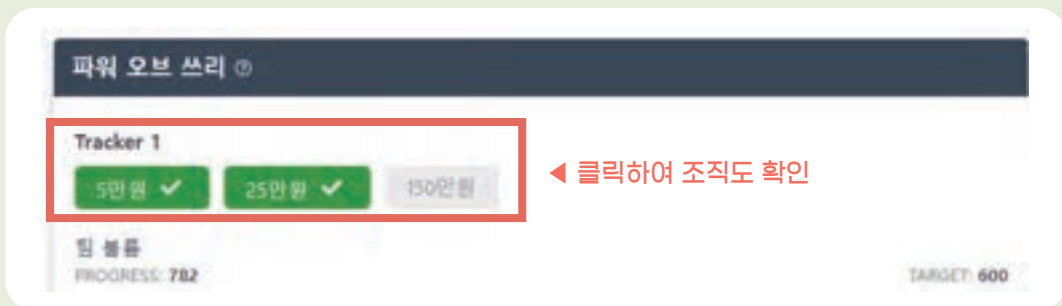 파워 오브 쓰리 ?
Tracker 1
5만원 ✓ 25만원 ✓ 150만원
◀ 클릭하여 조직도 확인
팀 볼륨
PROGRESS: 782 TARGET: 600